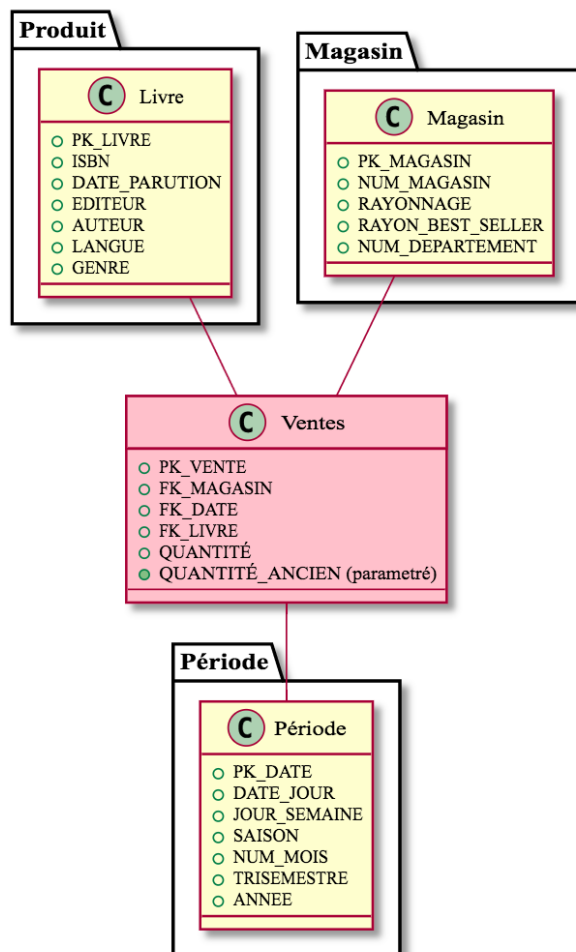 Produit
C Livre
PK_LIVRE
ISBN
DATE_PARUTION
EDITEUR
AUTEUR
LANGUE
GENRE
Magasin
C Magasin
PK_MAGASIN
NUM_MAGASIN
RAYONNAGE
RAYON_BEST_SELLER
NUM_DEPARTEMENT
C Ventes
PK_VENTE
FK_MAGASIN
FK_DATE
FK_LIVRE
QUANTITÉ
QUANTITÉ_ANCIEN (parametré)
Période
C Période
PK_DATE
DATE_JOUR
JOUR_SEMAINE
SAISON
NUM_MOIS
TRISEMESTRE
ANNEE